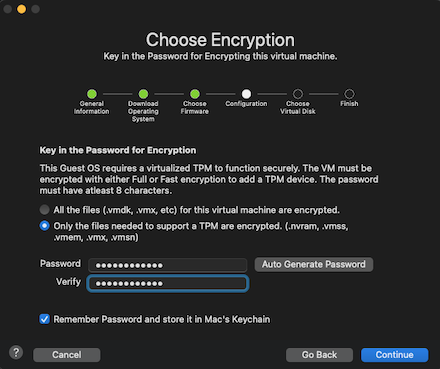 Choose Encryption
Key in the Password for Encrypting this virtual machine.
General Information
Download Operating System
Choose Firmware
Configuration
Choose Virtual Disk
Finish
Key in the Password for Encryption
This Guest OS requires a virtualized TPM to function securely. The VM must be
encrypted with either Full or Fast encryption to add a TPM device. The password
must have atleast 8 characters.
All the files (.vmdk, .vmx, etc) for this virtual machine are encrypted.
Only the files needed to support a TPM are encrypted. (.nvram, .vmss,
.vmem, .vmx, .vmsn)
Password ●●●●●●●●●●●● Auto Generate Password
Verify ●●●●●●●●●●●●
Remember Password and store it in Mac's Keychain
? Cancel Go Back Continue